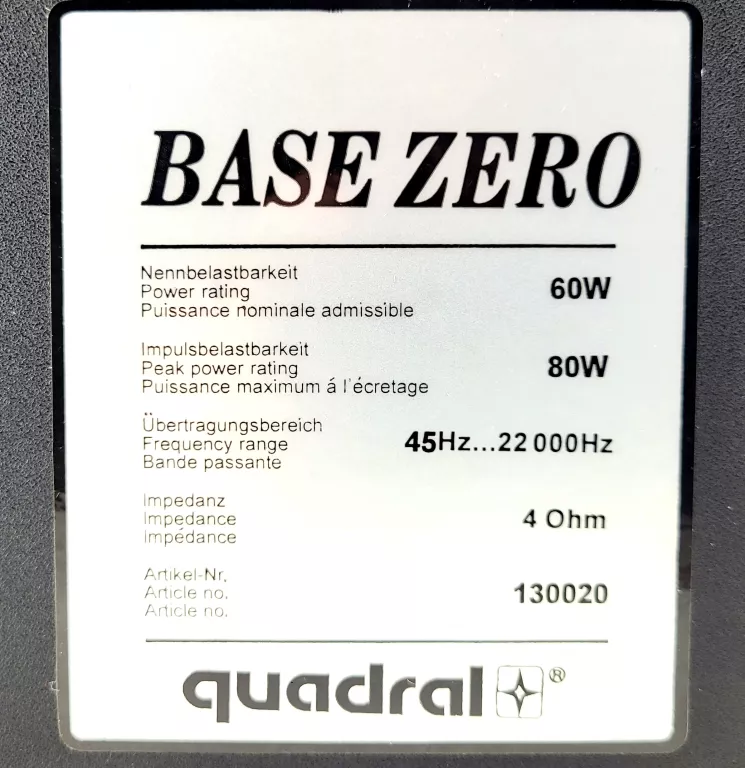 BASE ZERO
Nennbelastbarkeit
Power rating
Puissance nominale admissible
60W
Impulsbelastbarkeit
Peak power rating
Puissance maximum á l'écretage
80W
Übertragungsbereich
Frequency range
Bande passante
45Hz...22 000Hz
Impedanz
Impedance
Impédance
4 Ohm
Artikel-Nr.
Article no.
Article no.
130020
quadral ®